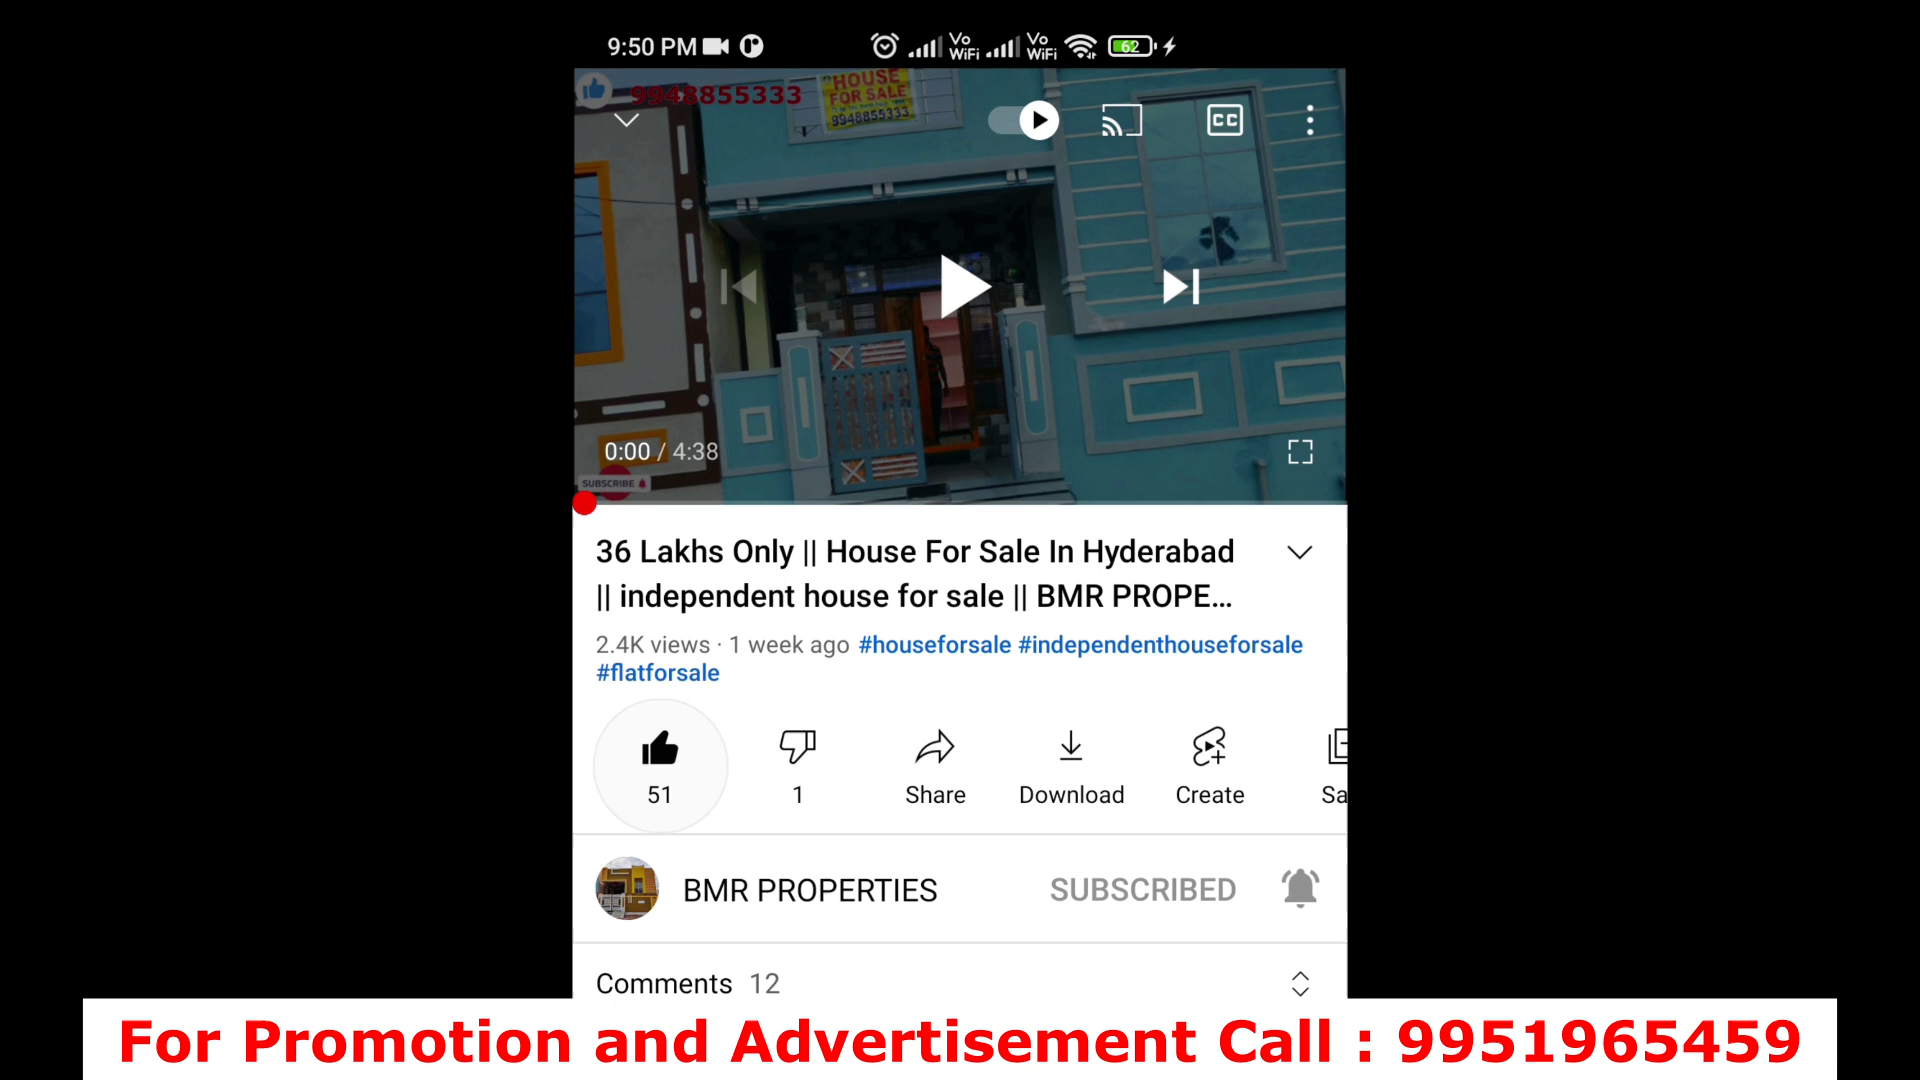 9:50 PM
Vo WiFi
Vo WiFi
62
HOUSE
FOR SALE
9948855333
9948855333
CC
0:00 / 4:38
SUBSCRIBE
36 Lakhs Only || House For Sale In Hyderabad
|| independent house for sale || BMR PROPE...
2.4K views · 1 week ago #houseforsale #independenthouseforsale
#flatforsale
51
1
Share
Download
Create
Sa
BMR PROPERTIES
SUBSCRIBED
Comments 12
For Promotion and Advertisement Call : 9951965459